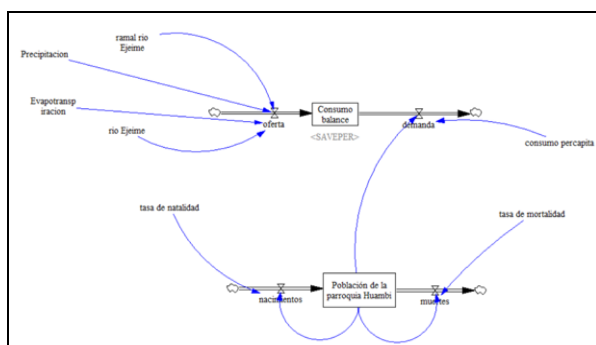 ramal rio
Ejeime
Precipitacion
Evapotransp
iracion
rio Ejeime
oferta
Consumo
balance
<SAVEPER>
demanda
consumo percapita
tasa de natalidad
tasa de mortalidad
nacimientos
Población de la
parroquia Huambi
muertes